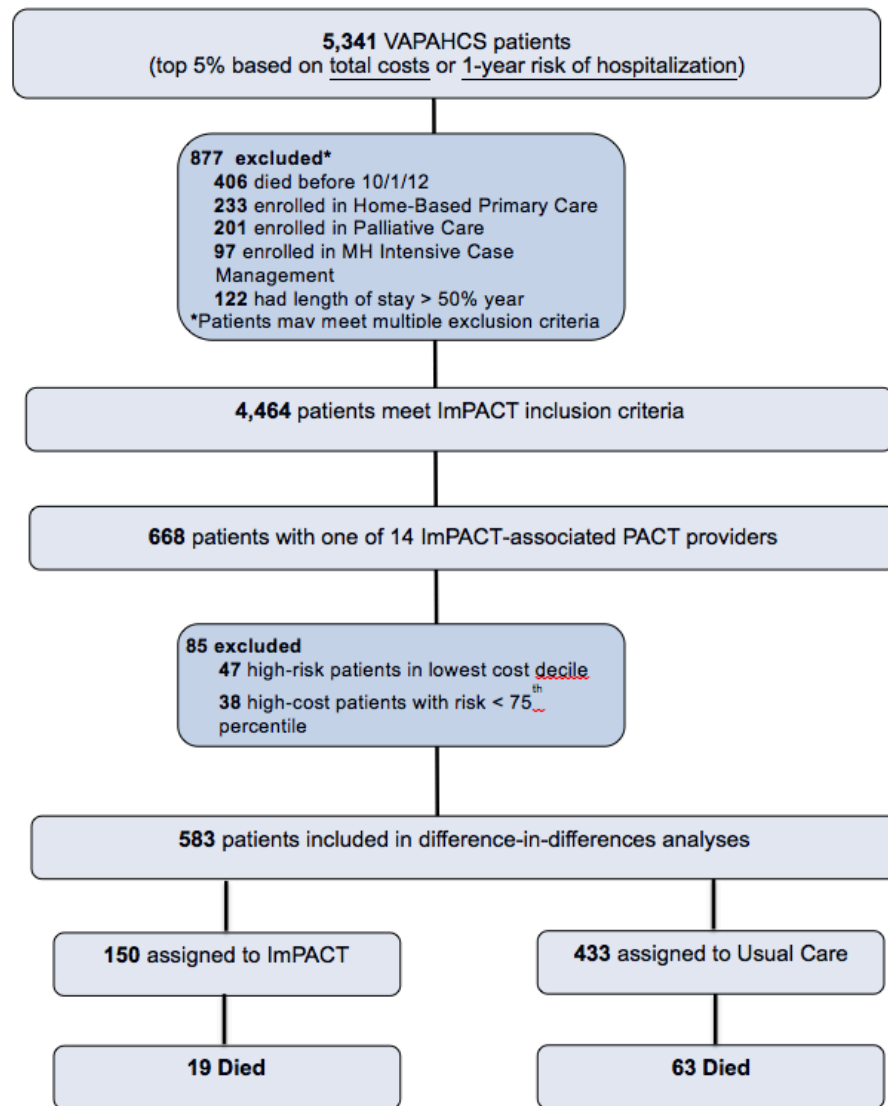 5,341 VAPAHCS patients
(top 5% based on total costs or 1-year risk of hospitalization)
877 excluded*
406 died before 10/1/12
233 enrolled in Home-Based Primary Care
201 enrolled in Palliative Care
97 enrolled in MH Intensive Case
Management
122 had length of stay > 50% year
*Patients may meet multiple exclusion criteria
4,464 patients meet ImPACT inclusion criteria
668 patients with one of 14 ImPACT-associated PACT providers
85 excluded
47 high-risk patients in lowest cost decile
38 high-cost patients with risk < 75th
percentile
583 patients included in difference-in-differences analyses
150 assigned to ImPACT
433 assigned to Usual Care
19 Died
63 Died